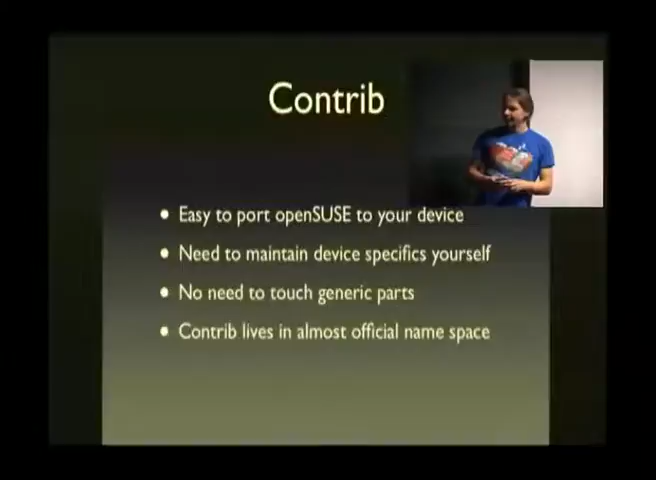 Contrib
• Easy to port openSUSE to your device
• Need to maintain device specifics yourself
• No need to touch generic parts
• Contrib lives in almost official name space